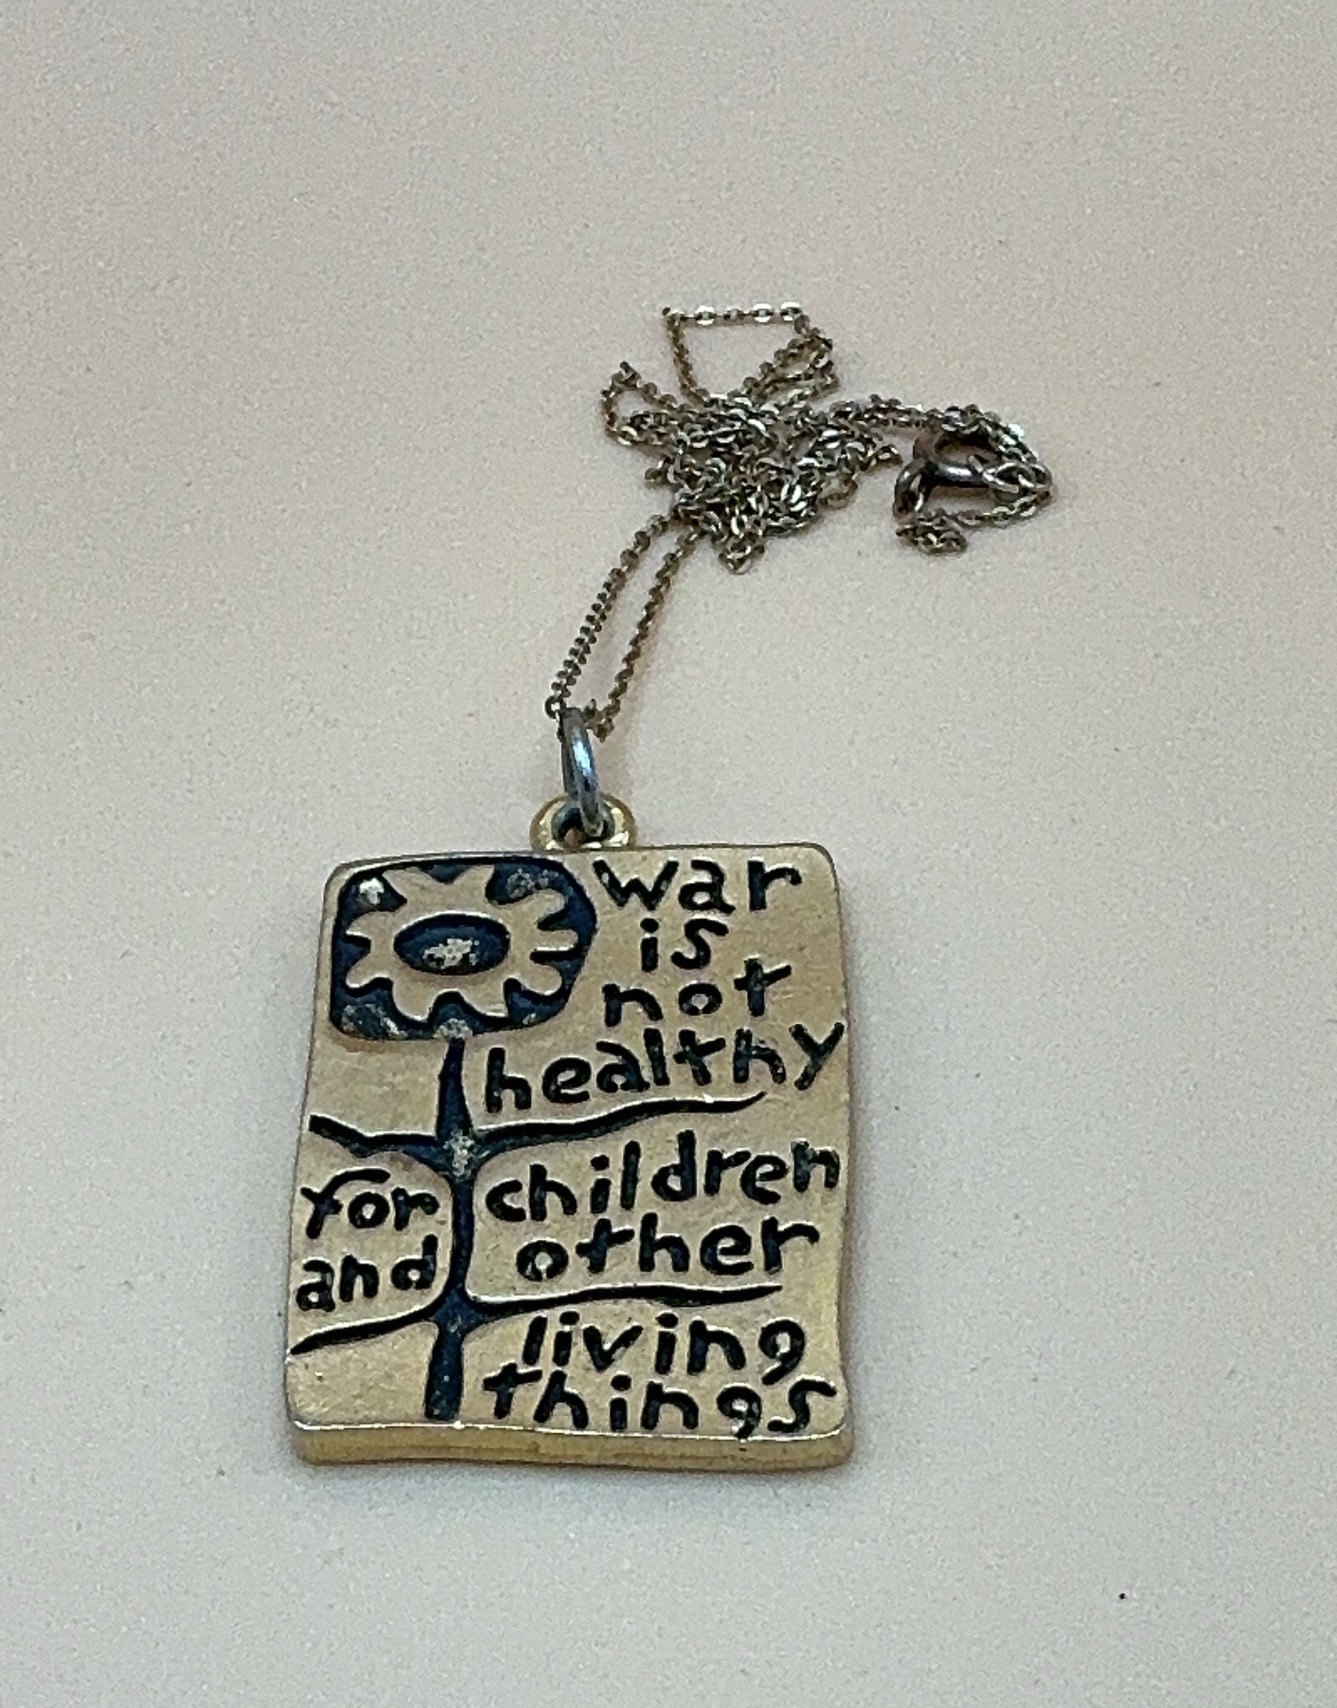 war
is
not
healthy
for children
and other
living
things